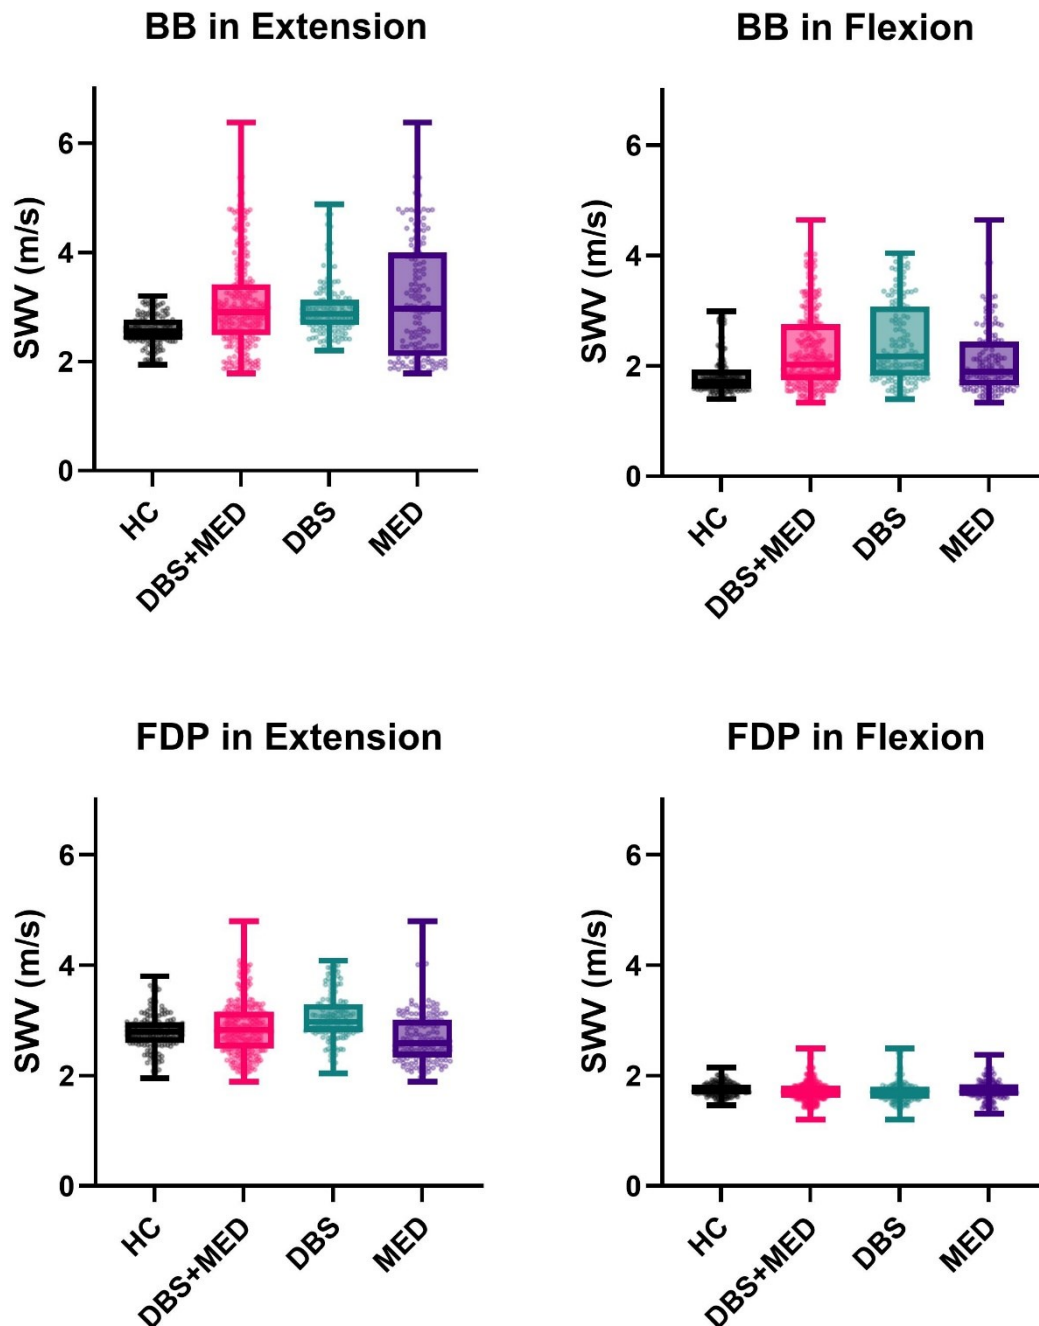 BB in Extension
SWV (m/s)
6
4
2
0
HC
DBS+MED
DBS
MED
BB in Flexion
SWV (m/s)
6
4
2
0
HC
DBS+MED
DBS
MED
FDP in Extension
SWV (m/s)
6
4
2
0
HC
DBS+MED
DBS
MED
FDP in Flexion
SWV (m/s)
6
4
2
0
HC
DBS+MED
DBS
MED